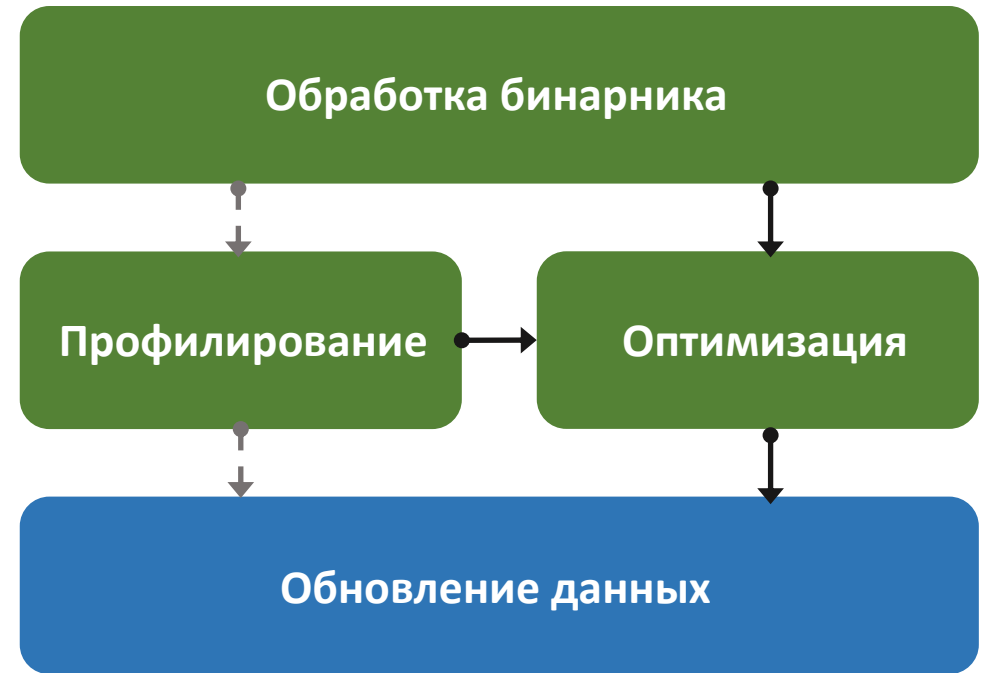 Обработка бинарника
Профилирование
Оптимизация
Обновление данных